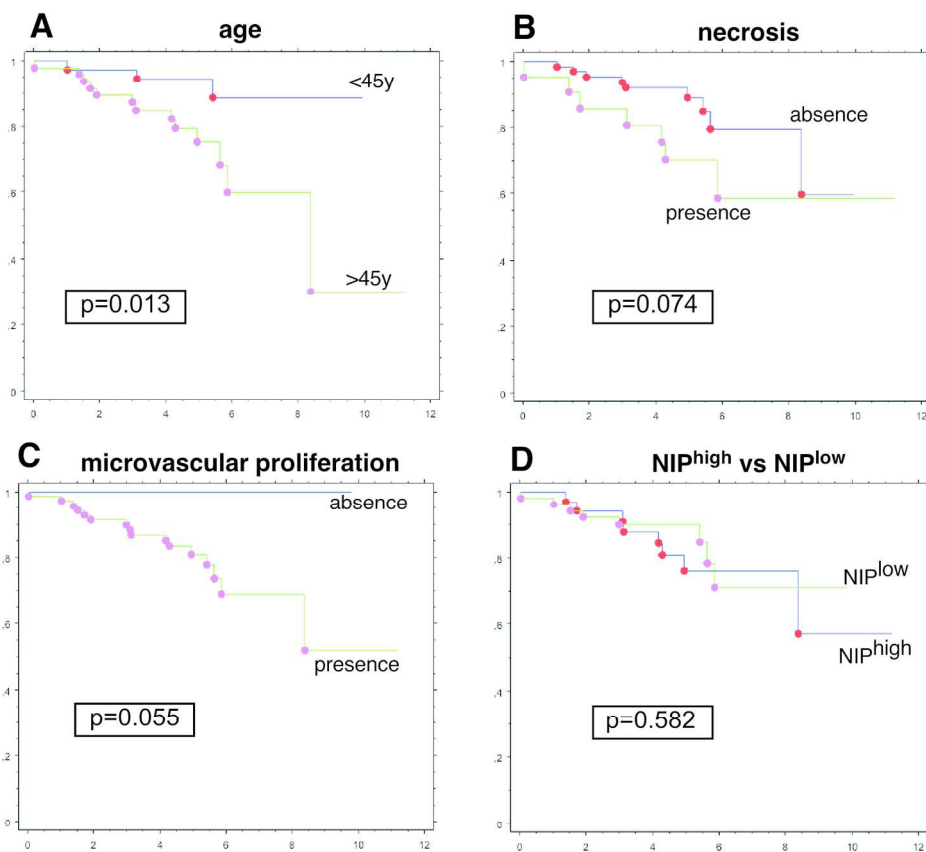 A age
1
.8
.6
.4
.2
0
0 2 4 6 8 10 12
<45y
>45y
p=0.013
B necrosis
1
.8
.6
.4
.2
0
0 2 4 6 8 10 12
absence
presence
p=0.074
C microvascular proliferation
1
.8
.6
.4
.2
0
0 2 4 6 8 10 12
absence
presence
p=0.055
D NIPhigh vs NIPlow
1
.8
.6
.4
.2
0
0 2 4 6 8 10 12
NIPlow
NIPhigh
p=0.582